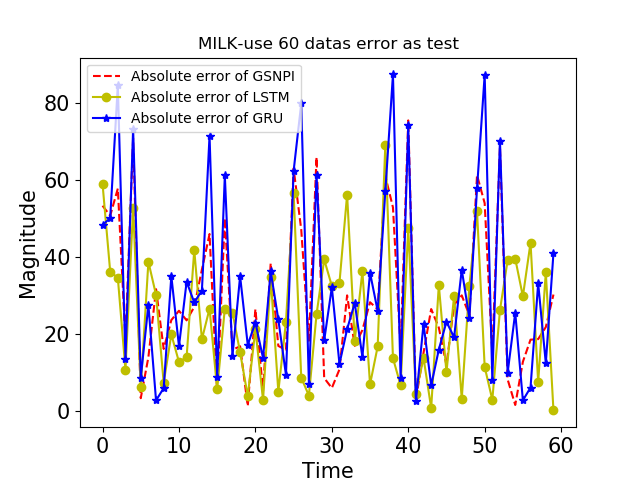 MILK-use 60 datas error as test
Absolute error of GSNPI
Absolute error of LSTM
Absolute error of GRU
80
60
40
20
0
Magnitude
0 10 20 30 40 50 60
Time